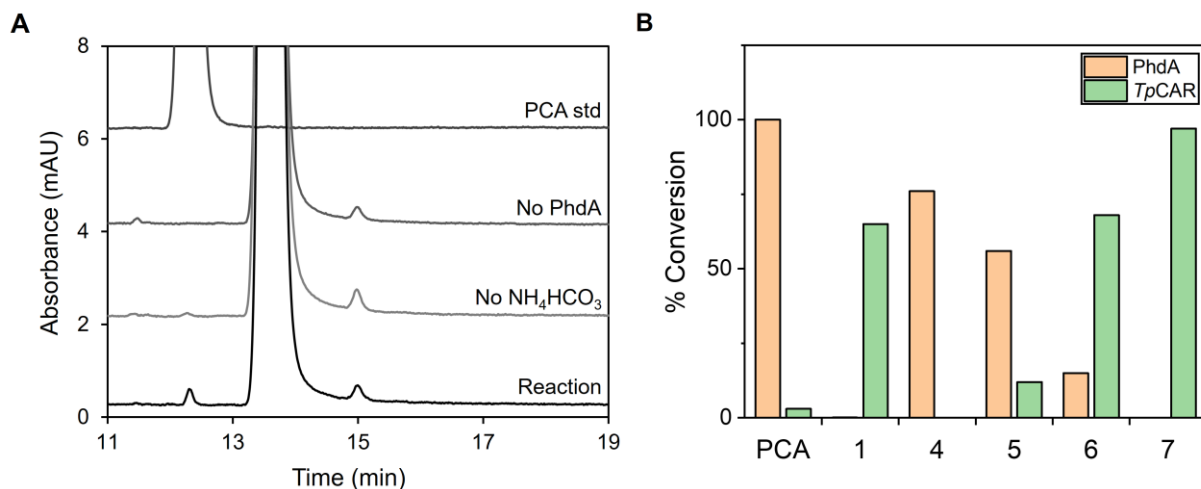 A
8
6
4
2
0
Absorbance (mAU)
PCA std
No PhdA
No NH₄HCO₃
Reaction
11 13 15 17 19
Time (min)
B
100
50
0
% Conversion
PhdA
TpCAR
PCA 1 4 5 6 7